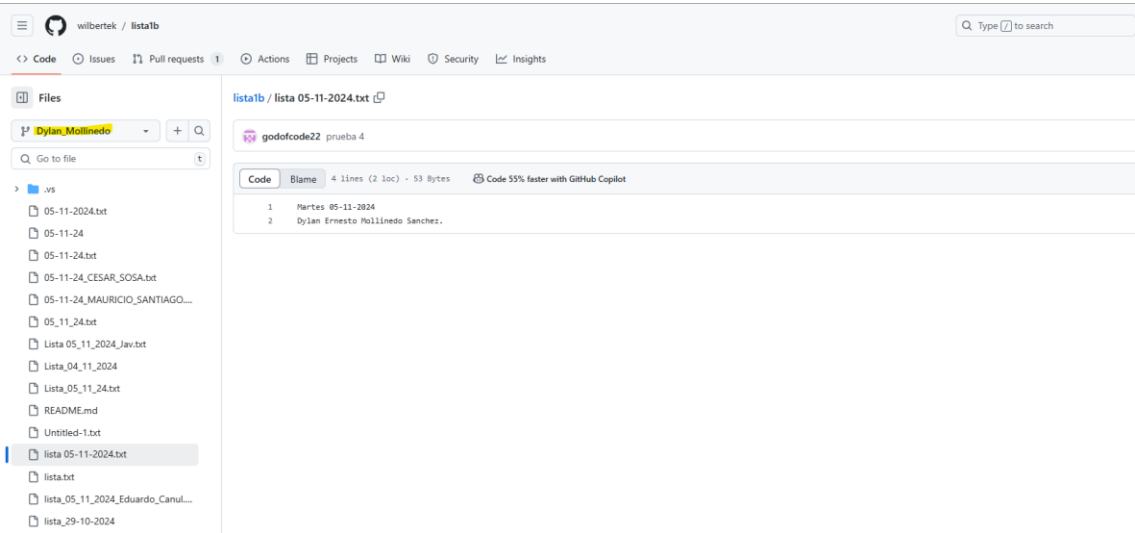 wilbertek / lista1b
Type / to search
Code Issues Pull requests 1 Actions Projects Wiki Security Insights
Files
Dylan_Mollinedo
Go to file t
.vs
05-11-2024.txt
05-11-24
05-11-24.txt
05-11-24_CESAR_SOSA.txt
05-11-24_MAURICIO_SANTIAGO....
05_11_24.txt
Lista 05_11_2024_Jav.txt
Lista_04_11_2024
Lista_05_11_24.txt
README.md
Untitled-1.txt
lista 05-11-2024.txt
lista.txt
lista_05_11_2024_Eduardo_Canul....
lista_29-10-2024
lista1b / lista 05-11-2024.txt
godofcode22 prueba 4
Code Blame 4 lines (2 loc) · 53 Bytes Code 55% faster with GitHub Copilot
1 Martes 05-11-2024
2 Dylan Ernesto Mollinedo Sanchez.